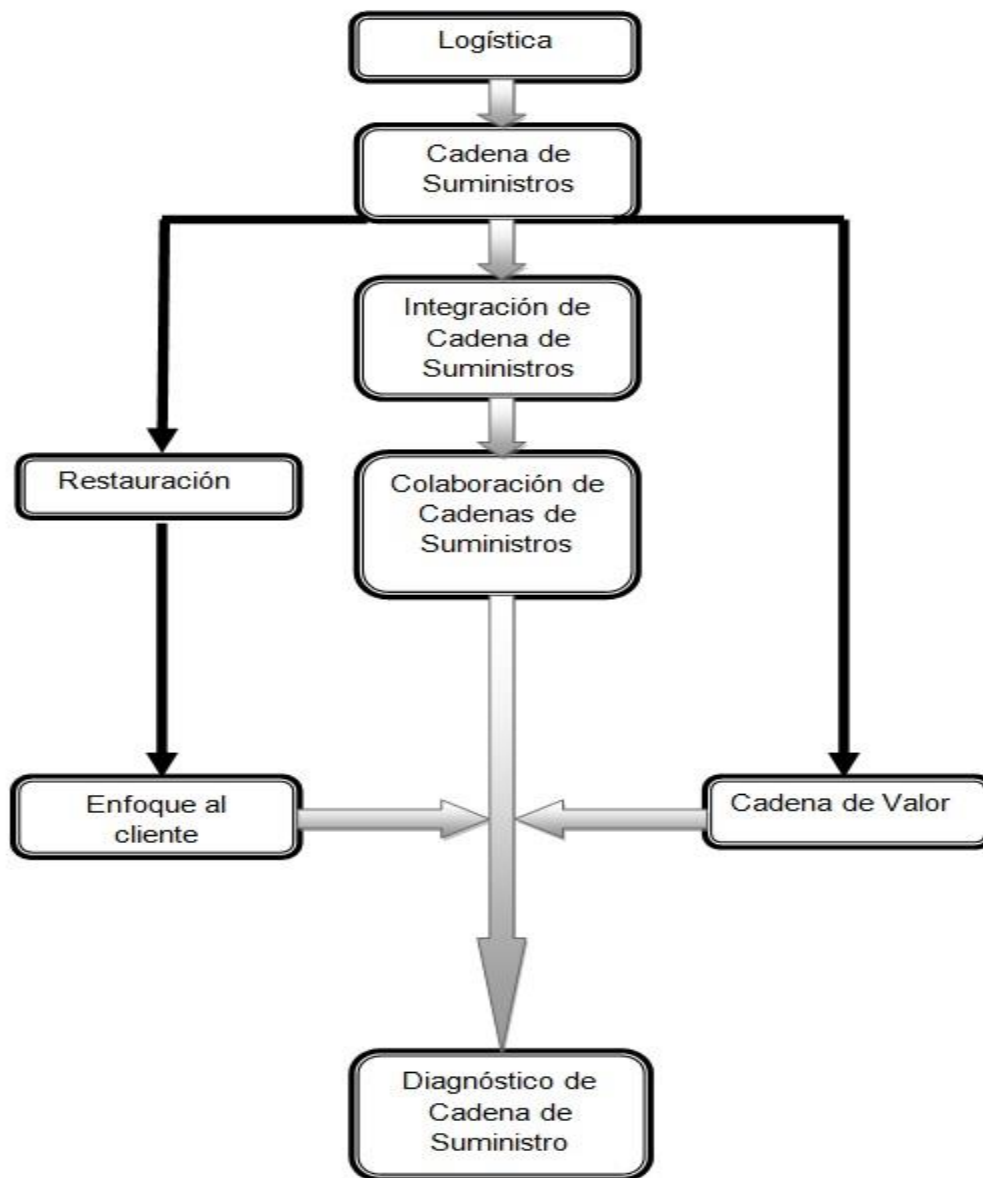 Logística
Cadena de
Suministros
Integración de
Cadena de
Suministros
Restauración
Colaboración de
Cadenas de
Suministros
Enfoque al
cliente
Cadena de Valor
Diagnóstico de
Cadena de
Suministro